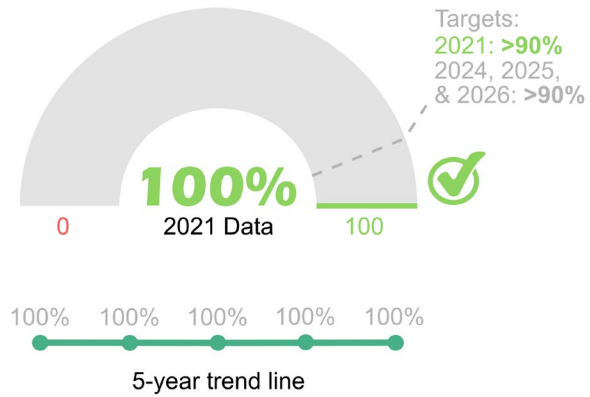 Targets:
2021: >90%
2024, 2025,
& 2026: >90%
100%
2021 Data
0
100
100% 100% 100% 100% 100%
5-year trend line